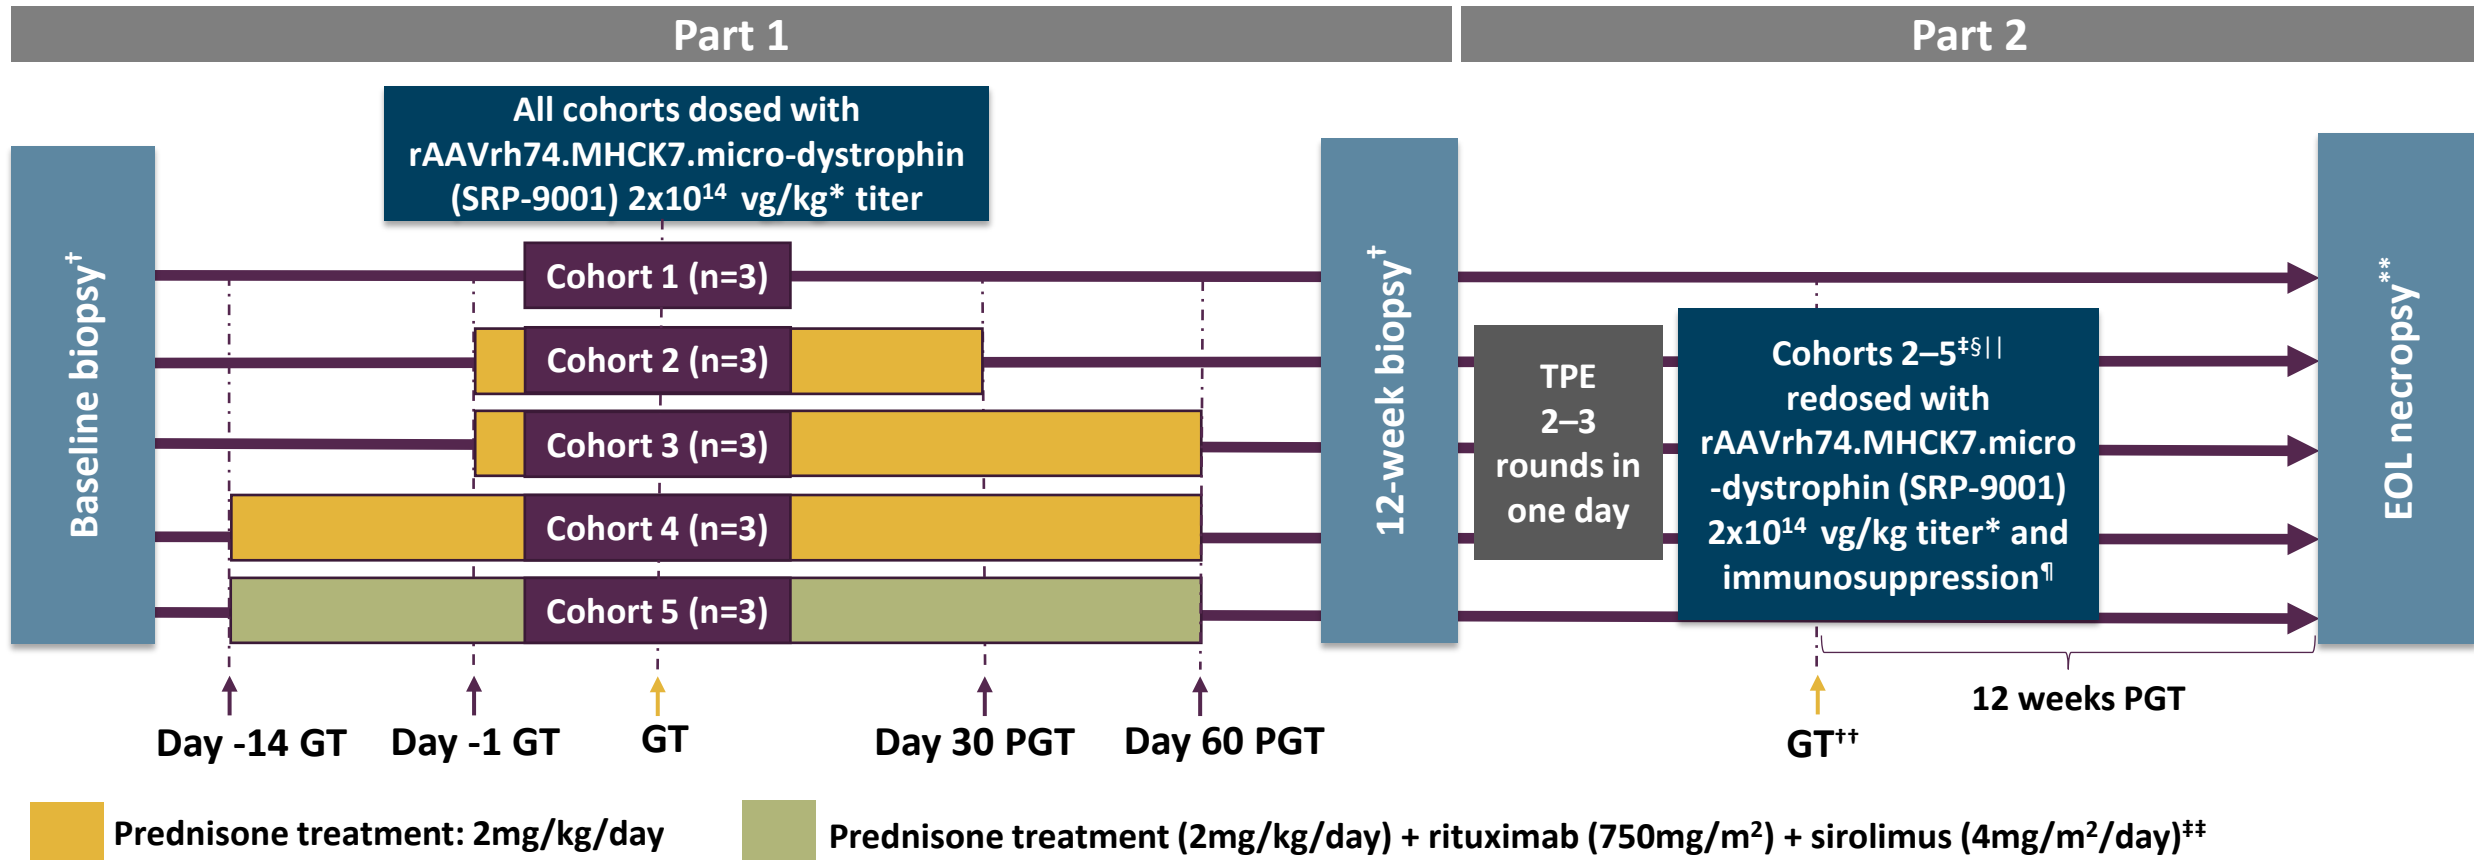 Part 1
Part 2
All cohorts dosed with
rAAVrh74.MHCK7.micro-dystrophin
(SRP-9001) 2x10¹⁴ vg/kg* titer
Baseline biopsy†
Cohort 1 (n=3)
Cohort 2 (n=3)
Cohort 3 (n=3)
Cohort 4 (n=3)
Cohort 5 (n=3)
12-week biopsy†
TPE
2–3
rounds in
one day
Cohorts 2–5‡§||
redosed with
rAAVrh74.MHCK7.micro
-dystrophin (SRP-9001)
2x10¹⁴ vg/kg titer* and
immunosuppression¶
EOL necropsy**
Day -14 GT
Day -1 GT
GT
Day 30 PGT
Day 60 PGT
GT††
12 weeks PGT
Prednisone treatment: 2mg/kg/day
Prednisone treatment (2mg/kg/day) + rituximab (750mg/m²) + sirolimus (4mg/m²/day)‡‡